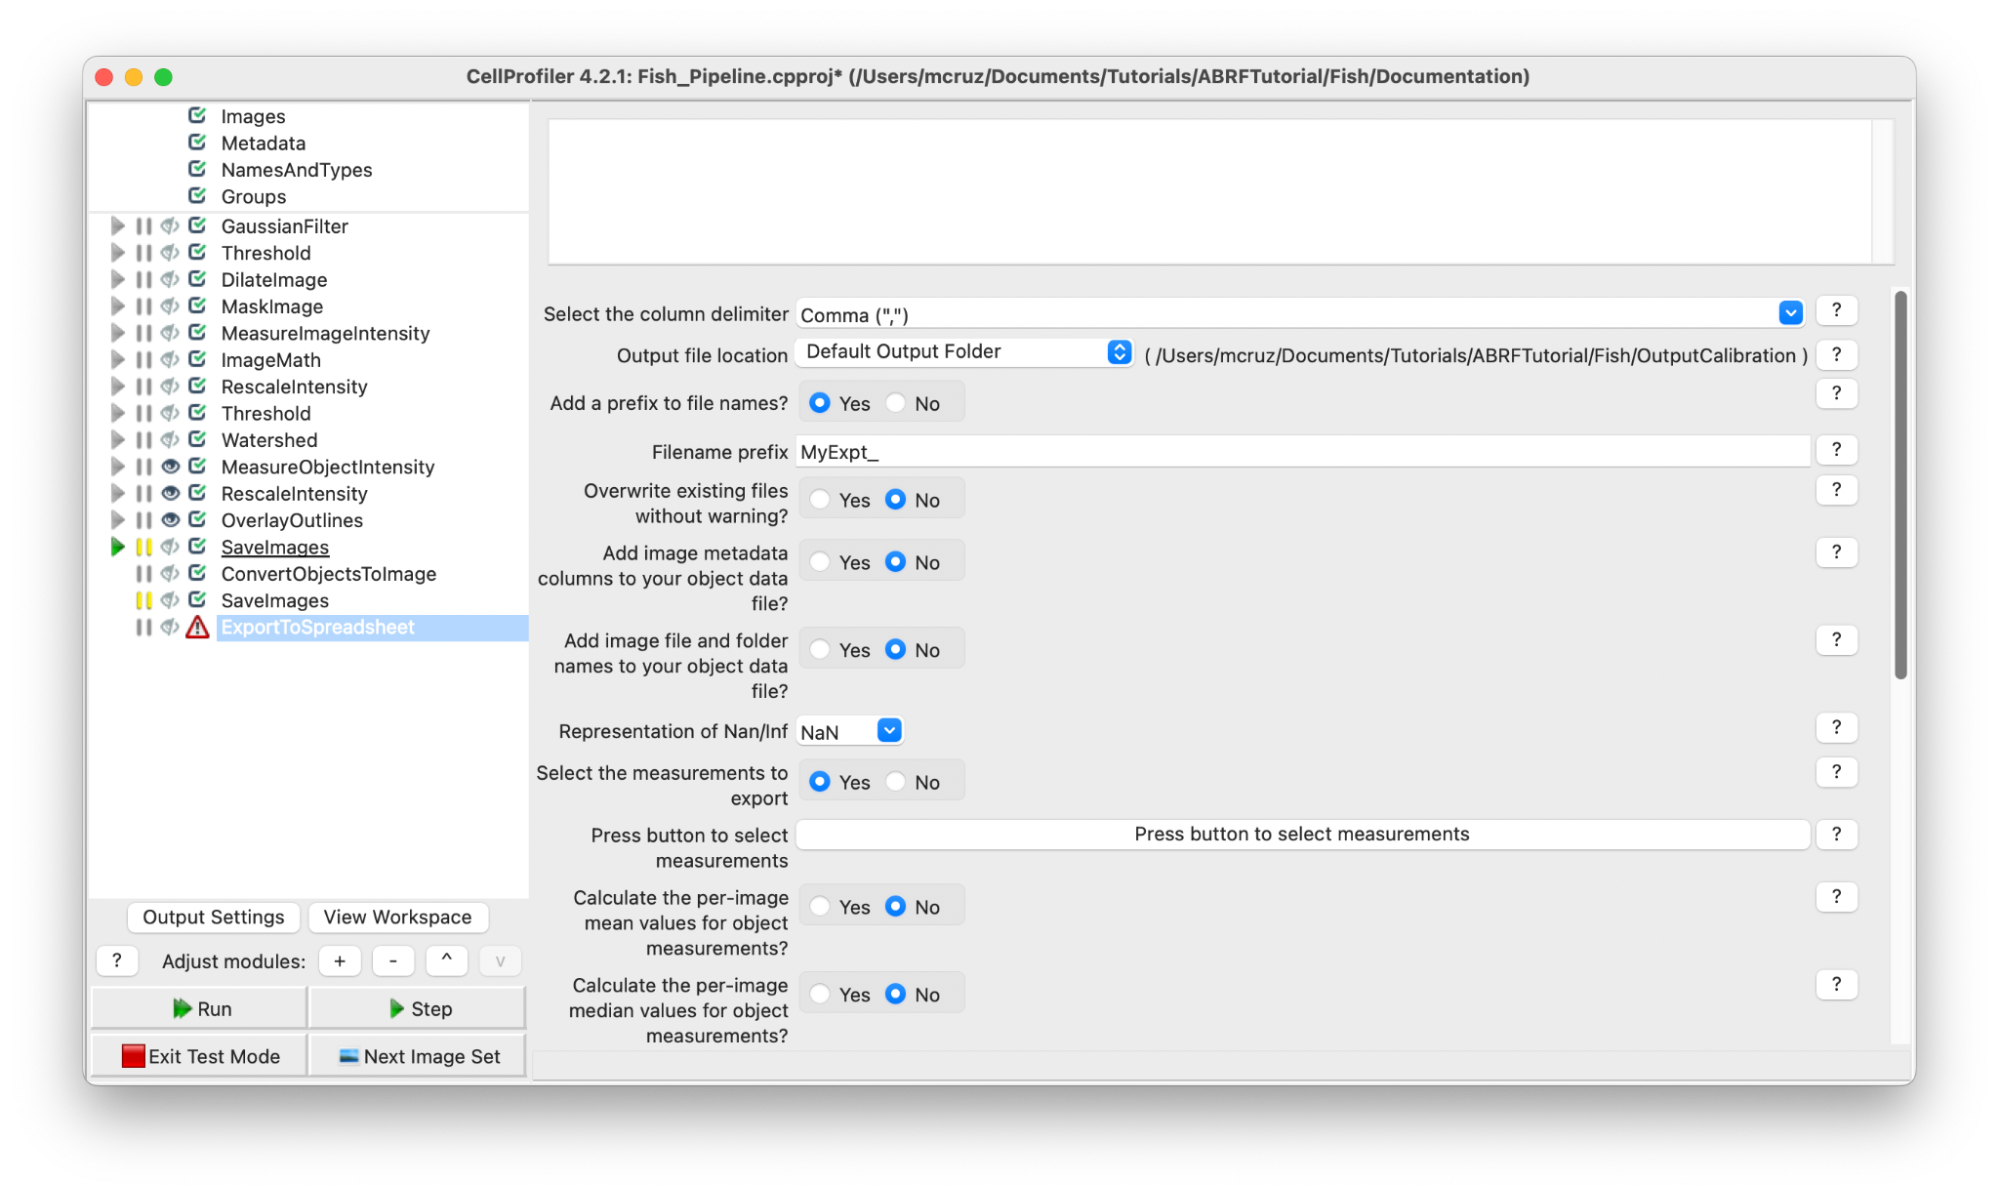 CellProfiler 4.2.1: Fish_Pipeline.cpproj* (/Users/mcruz/Documents/Tutorials/ABRFTutorial/Fish/Documentation)
Images
Metadata
NamesAndTypes
Groups
GaussianFilter
Threshold
DilateImage
MaskImage
MeasureImageIntensity
ImageMath
RescaleIntensity
Threshold
Watershed
MeasureObjectIntensity
RescaleIntensity
OverlayOutlines
SaveImages
ConvertObjectsToImage
SaveImages
ExportToSpreadsheet
Output Settings View Workspace
? Adjust modules: + - ^ v
Run Step
Exit Test Mode Next Image Set
Select the column delimiter Comma (",") ?
Output file location Default Output Folder ( /Users/mcruz/Documents/Tutorials/ABRFTutorial/Fish/OutputCalibration ) ?
Add a prefix to file names? Yes No ?
Filename prefix MyExpt_ ?
Overwrite existing files
without warning? Yes No ?
Add image metadata
columns to your object data
file? Yes No ?
Add image file and folder
names to your object data
file? Yes No ?
Representation of Nan/Inf NaN ?
Select the measurements to
export Yes No ?
Press button to select
measurements Press button to select measurements ?
Calculate the per-image
mean values for object
measurements? Yes No ?
Calculate the per-image
median values for object
measurements? Yes No ?